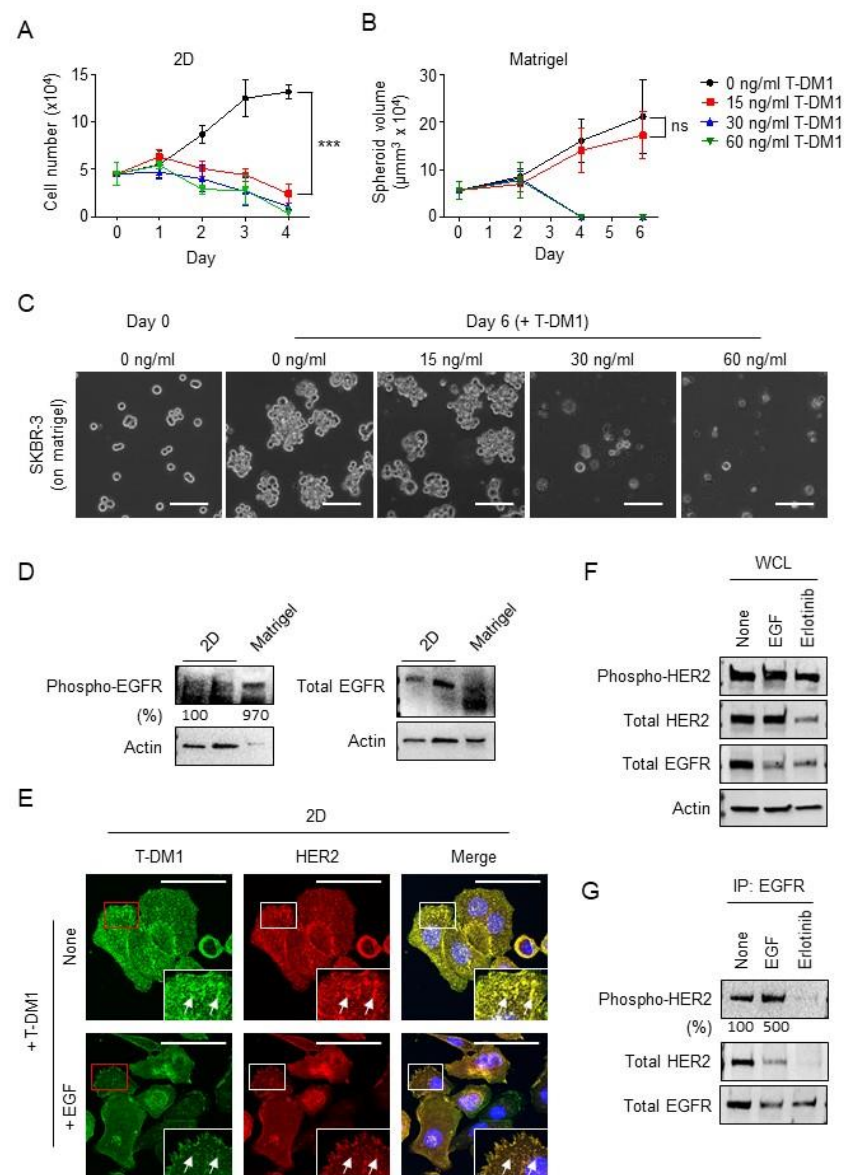 A
2D
Cell number (x10⁴)
15
10
5
0
0 1 2 3 4
Day
***
B
Matrigel
Spheroid volume
(µmm³ x 10⁴)
30
20
10
0
0 1 2 3 4 5 6
Day
ns
0 ng/ml T-DM1
15 ng/ml T-DM1
30 ng/ml T-DM1
60 ng/ml T-DM1
C
Day 0
Day 6 (+ T-DM1)
0 ng/ml 0 ng/ml 15 ng/ml 30 ng/ml 60 ng/ml
SKBR-3
(on matrigel)
D
2D Matrigel
Phospho-EGFR
(%) 100 970
Actin
2D Matrigel
Total EGFR
Actin
E
2D
T-DM1 HER2 Merge
+ T-DM1
None
+ EGF
F
WCL
None EGF Erlotinib
Phospho-HER2
Total HER2
Total EGFR
Actin
G
IP: EGFR
None EGF Erlotinib
Phospho-HER2
(%) 100 500
Total HER2
Total EGFR